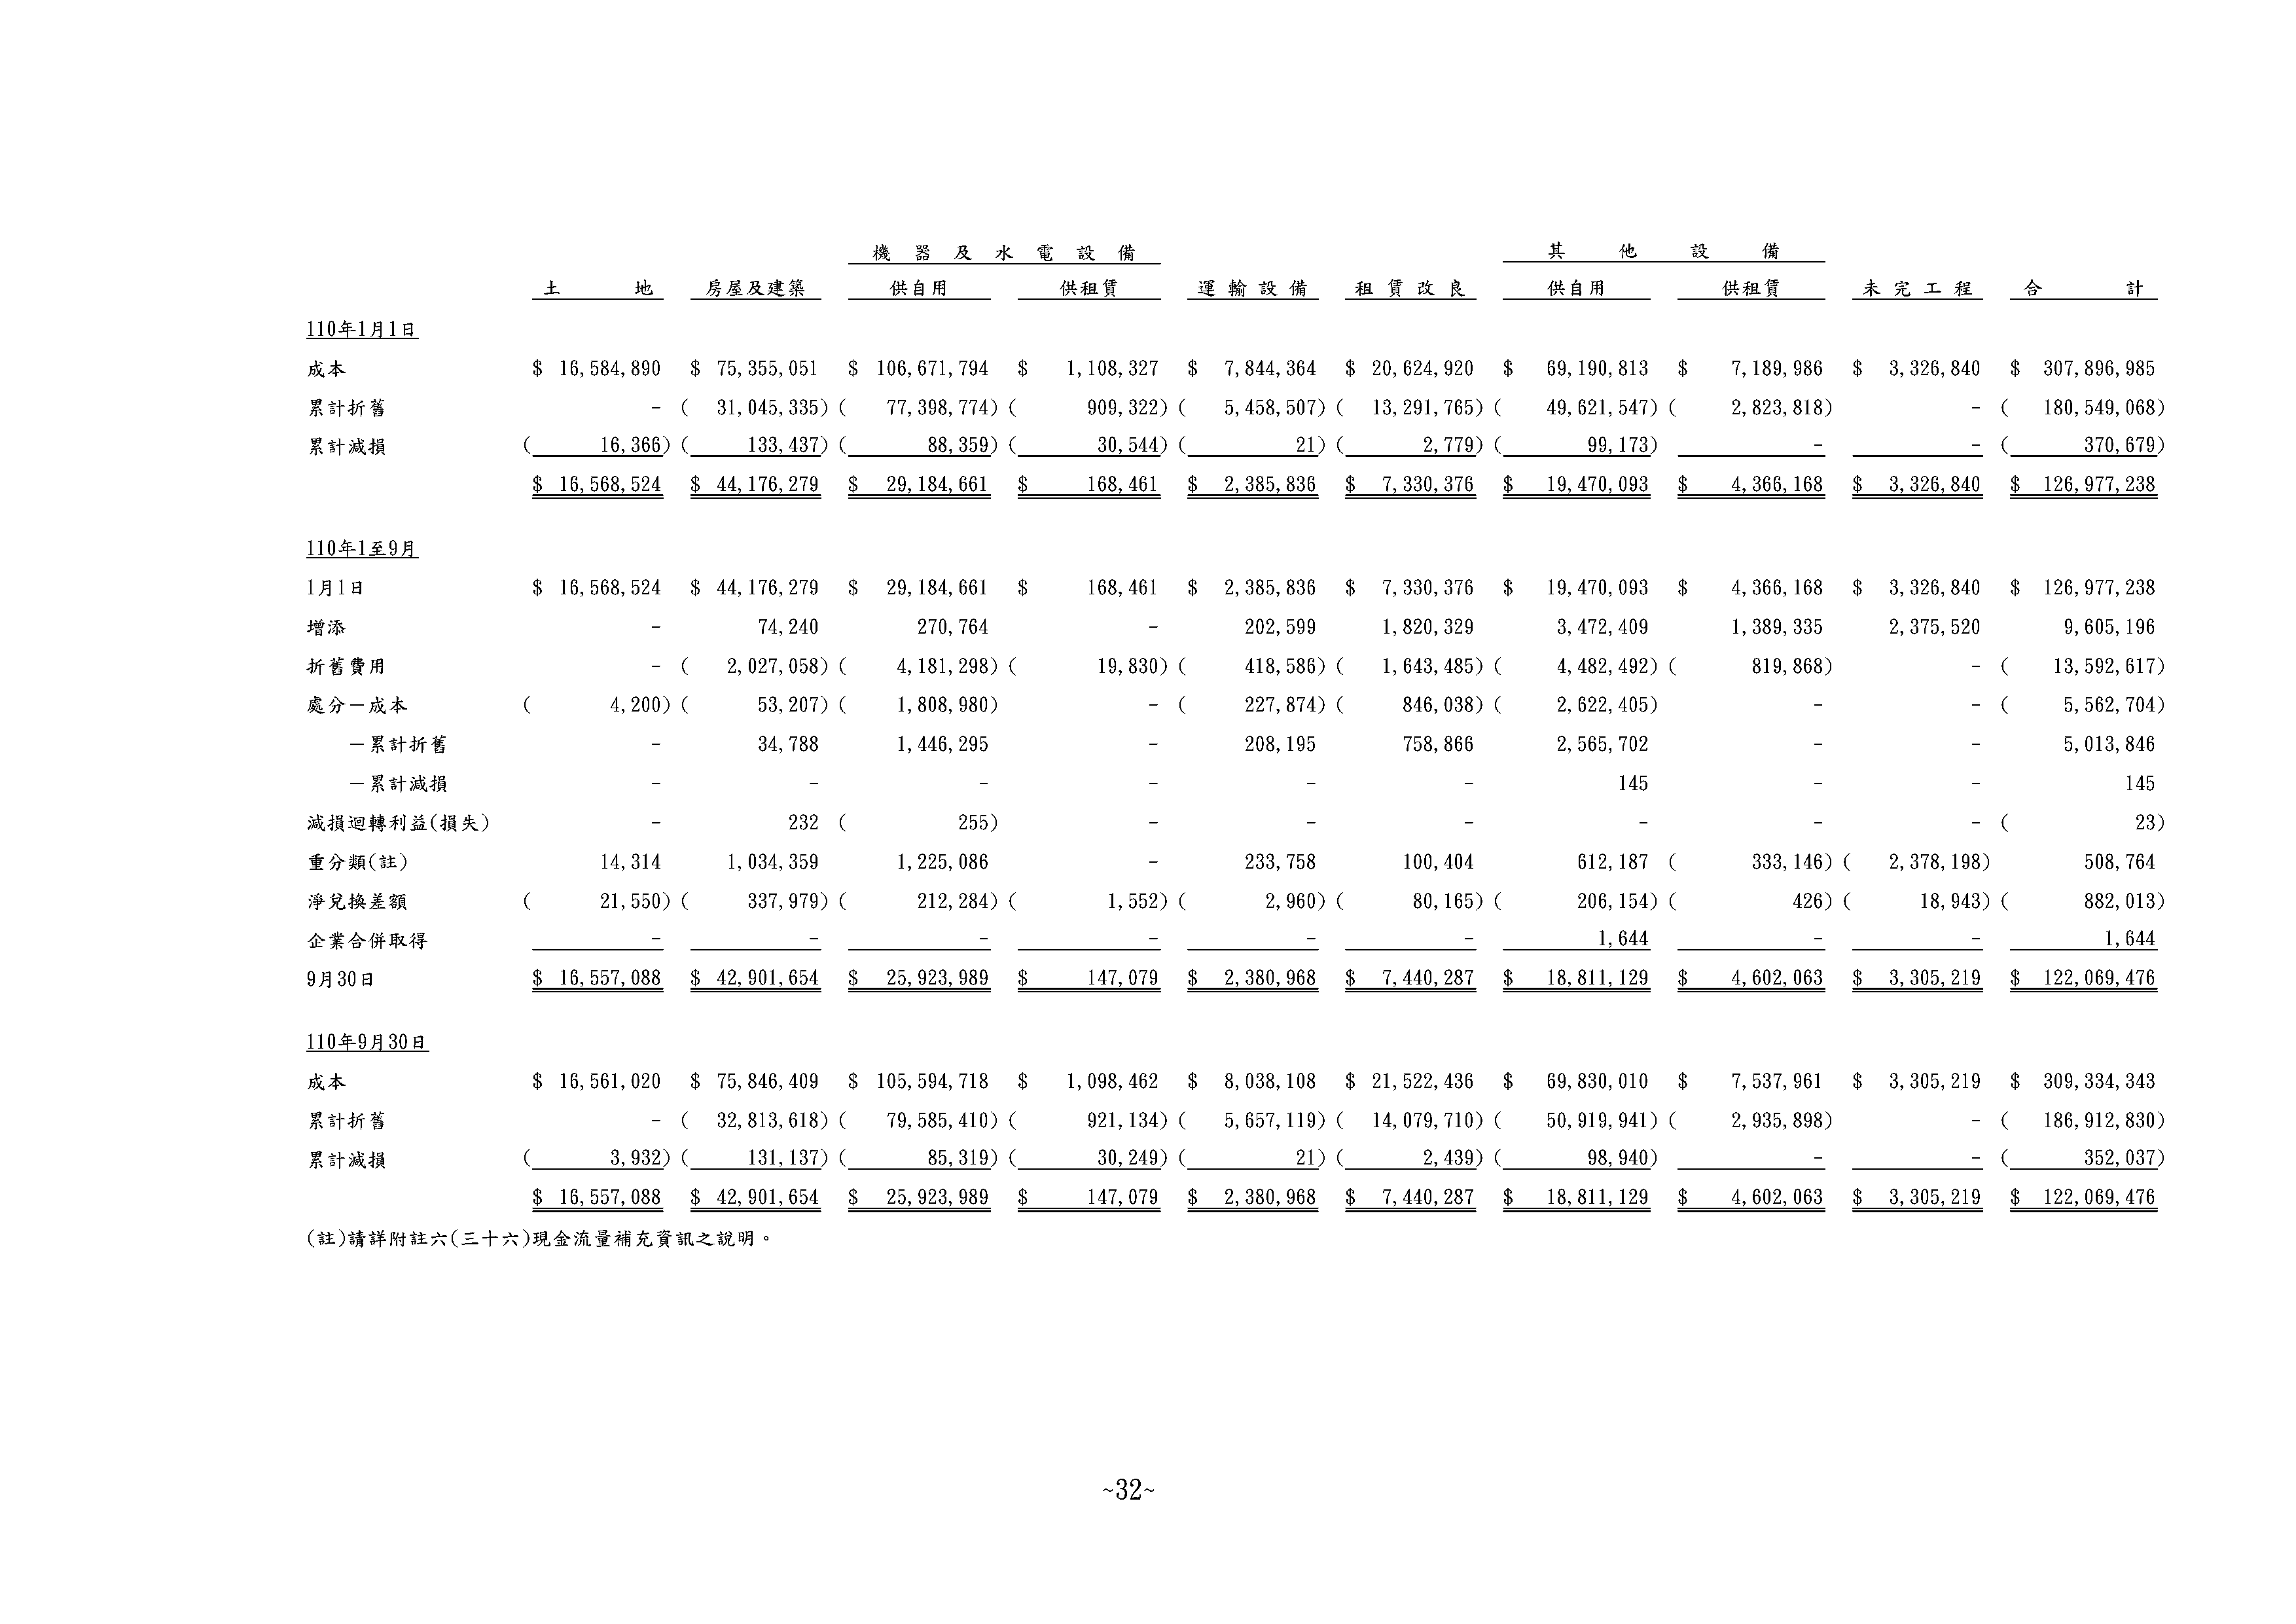 機器及水電設備 其他設備
土地 房屋及建築 供自用 供租賃 運輸設備 租賃改良 供自用 供租賃 未完工程 合計
110年1月1日
成本 $ 16,584,890 $ 75,355,051 $ 106,671,794 $ 1,108,327 $ 7,844,364 $ 20,624,920 $ 69,190,813 $ 7,189,986 $ 3,326,840 $ 307,896,985
累計折舊 - ( 31,045,335) ( 77,398,774) ( 909,322) ( 5,458,507) ( 13,291,765) ( 49,621,547) ( 2,823,818) - ( 180,549,068)
累計減損 ( 16,366) ( 133,437) ( 88,359) ( 30,544) ( 21) ( 2,779) ( 99,173) - - ( 370,679)
$ 16,568,524 $ 44,176,279 $ 29,184,661 $ 168,461 $ 2,385,836 $ 7,330,376 $ 19,470,093 $ 4,366,168 $ 3,326,840 $ 126,977,238
110年1至9月
1月1日 $ 16,568,524 $ 44,176,279 $ 29,184,661 $ 168,461 $ 2,385,836 $ 7,330,376 $ 19,470,093 $ 4,366,168 $ 3,326,840 $ 126,977,238
增添 - 74,240 270,764 - 202,599 1,820,329 3,472,409 1,389,335 2,375,520 9,605,196
折舊費用 - ( 2,027,058) ( 4,181,298) ( 19,830) ( 418,586) ( 1,643,485) ( 4,482,492) ( 819,868) - ( 13,592,617)
處分－成本 ( 4,200) ( 53,207) ( 1,808,980) - ( 227,874) ( 846,038) ( 2,622,405) - - ( 5,562,704)
－累計折舊 - 34,788 1,446,295 - 208,195 758,866 2,565,702 - - 5,013,846
－累計減損 - - - - - - 145 - - 145
減損迴轉利益(損失) - 232 ( 255) - - - - - - ( 23)
重分類(註) 14,314 1,034,359 1,225,086 - 233,758 100,404 612,187 ( 333,146) ( 2,378,198) 508,764
淨兌換差額 ( 21,550) ( 337,979) ( 212,284) ( 1,552) ( 2,960) ( 80,165) ( 206,154) ( 426) ( 18,943) ( 882,013)
企業合併取得 - - - - - - 1,644 - - 1,644
9月30日 $ 16,557,088 $ 42,901,654 $ 25,923,989 $ 147,079 $ 2,380,968 $ 7,440,287 $ 18,811,129 $ 4,602,063 $ 3,305,219 $ 122,069,476
110年9月30日
成本 $ 16,561,020 $ 75,846,409 $ 105,594,718 $ 1,098,462 $ 8,038,108 $ 21,522,436 $ 69,830,010 $ 7,537,961 $ 3,305,219 $ 309,334,343
累計折舊 - ( 32,813,618) ( 79,585,410) ( 921,134) ( 5,657,119) ( 14,079,710) ( 50,919,941) ( 2,935,898) - ( 186,912,830)
累計減損 ( 3,932) ( 131,137) ( 85,319) ( 30,249) ( 21) ( 2,439) ( 98,940) - - ( 352,037)
$ 16,557,088 $ 42,901,654 $ 25,923,989 $ 147,079 $ 2,380,968 $ 7,440,287 $ 18,811,129 $ 4,602,063 $ 3,305,219 $ 122,069,476
(註)請詳附註六(三十六)現金流量補充資訊之說明。
~32~